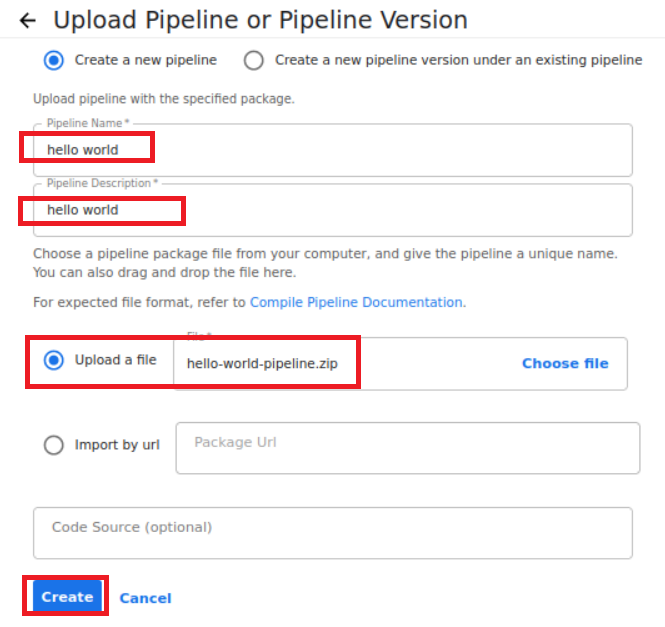 Upload Pipeline or Pipeline Version
Create a new pipeline
Create a new pipeline version under an existing pipeline
Upload pipeline with the specified package.
Pipeline Name*
hello world
Pipeline Description*
hello world
Choose a pipeline package file from your computer, and give the pipeline a unique name.
You can also drag and drop the file here.
For expected file format, refer to Compile Pipeline Documentation.
File*
Upload a file
hello-world-pipeline.zip
Choose file
Import by url
Package Url
Code Source (optional)
Create
Cancel